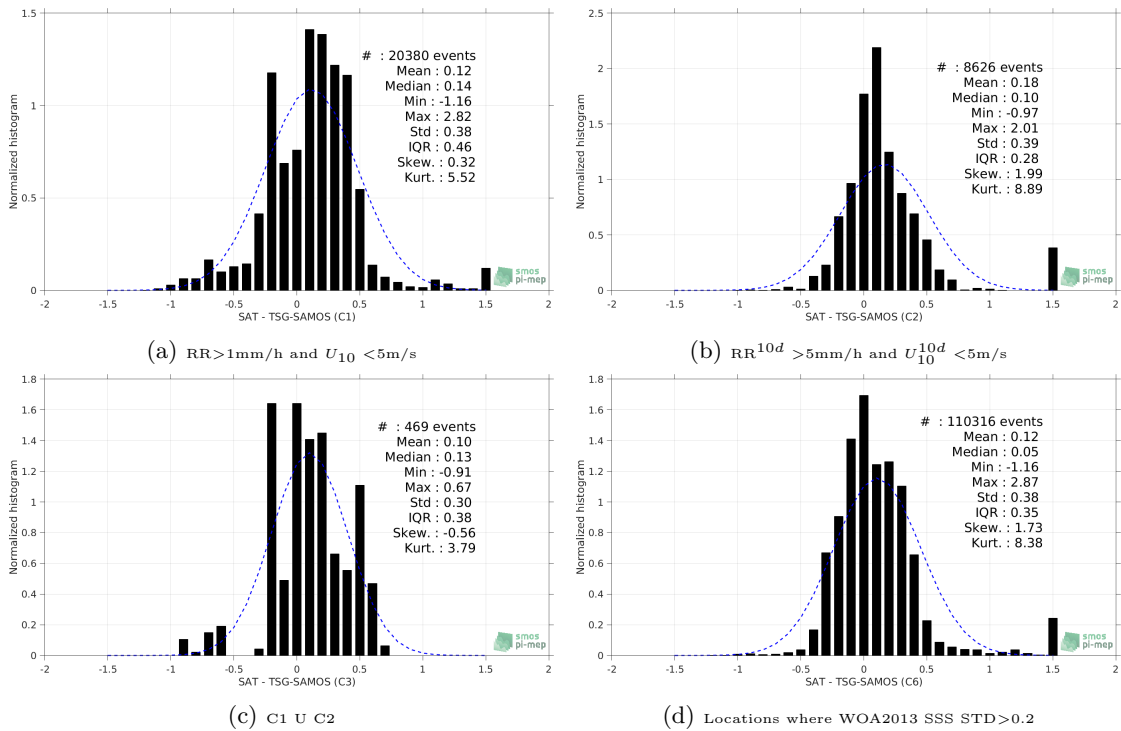 1.5
1
0.5
0
Normalized histogram
# : 20380 events
Mean : 0.12
Median : 0.14
Min : -1.16
Max : 2.82
Std : 0.38
IQR : 0.46
Skew. : 0.32
Kurt. : 5.52
smos
pi-mep
-2 -1.5 -1 -0.5 0 0.5 1 1.5 2
SAT - TSG-SAMOS (C1)
(a) RR>1mm/h and U10 <5m/s
2.5
2
1.5
1
0.5
0
Normalized histogram
# : 8626 events
Mean : 0.18
Median : 0.10
Min : -0.97
Max : 2.01
Std : 0.39
IQR : 0.28
Skew. : 1.99
Kurt. : 8.89
smos
pi-mep
-2 -1.5 -1 -0.5 0 0.5 1 1.5 2
SAT - TSG-SAMOS (C2)
(b) RR10d >5mm/h and U10 10d <5m/s
1.8
1.6
1.4
1.2
1
0.8
0.6
0.4
0.2
0
Normalized histogram
# : 469 events
Mean : 0.10
Median : 0.13
Min : -0.91
Max : 0.67
Std : 0.30
IQR : 0.38
Skew. : -0.56
Kurt. : 3.79
smos
pi-mep
-2 -1.5 -1 -0.5 0 0.5 1 1.5 2
SAT - TSG-SAMOS (C3)
(c) C1 U C2
1.8
1.6
1.4
1.2
1
0.8
0.6
0.4
0.2
0
Normalized histogram
# : 110316 events
Mean : 0.12
Median : 0.05
Min : -1.16
Max : 2.87
Std : 0.38
IQR : 0.35
Skew. : 1.73
Kurt. : 8.38
smos
pi-mep
-2 -1.5 -1 -0.5 0 0.5 1 1.5 2
SAT - TSG-SAMOS (C6)
(d) Locations where WOA2013 SSS STD>0.2